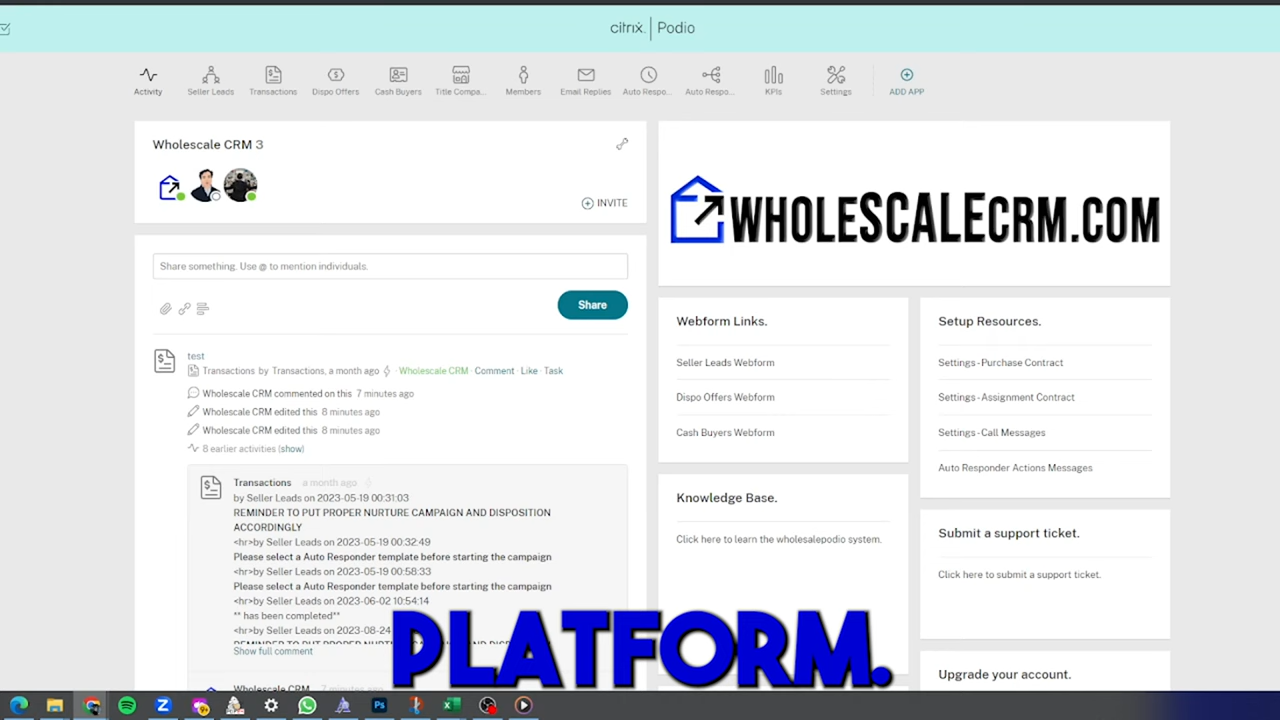 citrix. Podio
Activity
Seller Leads
Transactions
Dispo Offers
Cash Buyers
Title Compa...
Members
Email Replies
Auto Respo...
Auto Respo...
KPIs
Settings
ADD APP
Wholescale CRM 3
INVITE
WHOLESCALECRM.COM
Share something. Use @ to mention individuals.
Share
test
Transactions by Transactions, a month ago · Wholescale CRM · Comment · Like · Task
Wholescale CRM commented on this 7 minutes ago
Wholescale CRM edited this 8 minutes ago
Wholescale CRM edited this 8 minutes ago
8 earlier activities (show)
Transactions a month ago
by Seller Leads on 2023-05-19 00:31:03
REMINDER TO PUT PROPER NURTURE CAMPAIGN AND DISPOSITION
ACCORDINGLY
<hr>by Seller Leads on 2023-05-19 00:32:49
Please select a Auto Responder template before starting the campaign
<hr>by Seller Leads on 2023-05-19 00:58:33
Please select a Auto Responder template before starting the campaign
<hr>by Seller Leads on 2023-06-02 10:54:14
** has been completed**
<hr>by Seller Leads on 2023-08-24
REMINDER TO PUT PROPER
Show full comment
Wholescale CRM 7 minutes ago
Webform Links.
Seller Leads Webform
Dispo Offers Webform
Cash Buyers Webform
Knowledge Base.
Click here to learn the wholesalepodio system.
Setup Resources.
Settings - Purchase Contract
Settings - Assignment Contract
Settings - Call Messages
Auto Responder Actions Messages
Submit a support ticket.
Click here to submit a support ticket.
Upgrade your account.
PLATFORM.